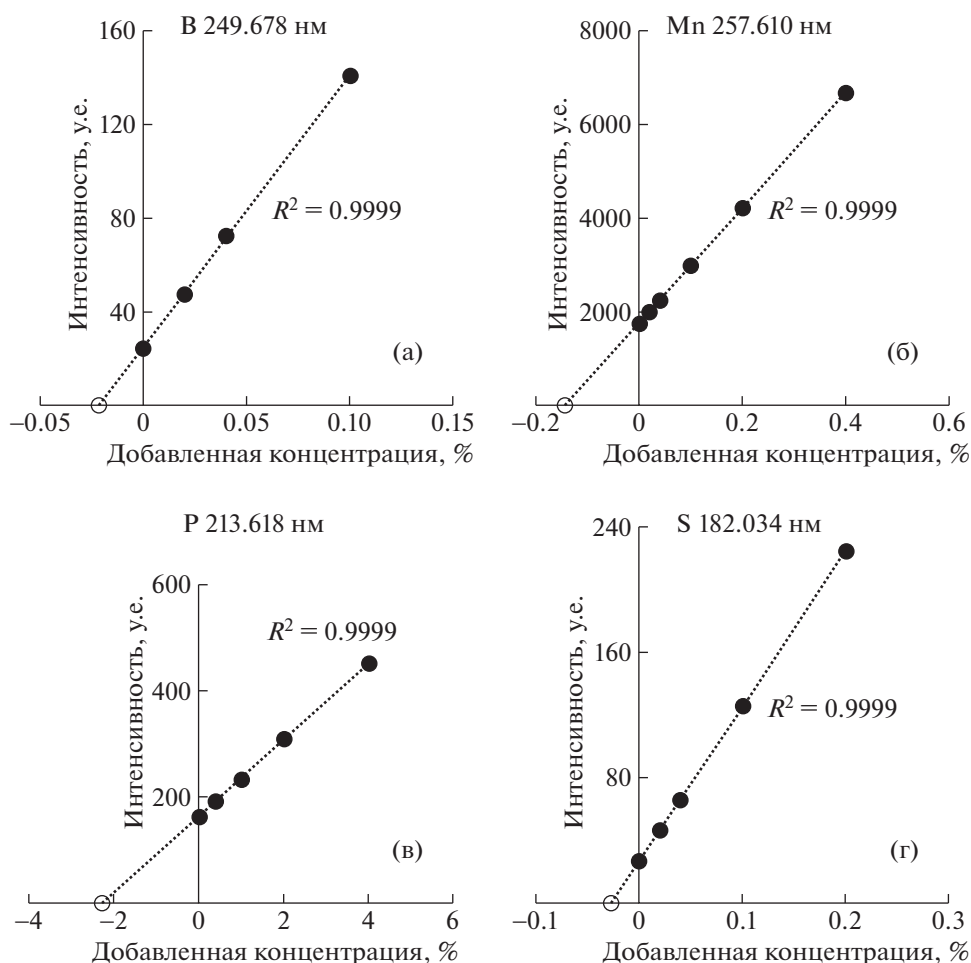 B 249.678 нм
160
120
80
40
Интенсивность, у.е.
R² = 0.9999
(а)
−0.05 0 0.05 0.10 0.15
Добавленная концентрация, %
Mn 257.610 нм
8000
6000
4000
2000
Интенсивность, у.е.
R² = 0.9999
(б)
−0.2 0 0.2 0.4 0.6
Добавленная концентрация, %
P 213.618 нм
600
400
200
Интенсивность, у.е.
R² = 0.9999
(в)
−4 −2 0 2 4 6
Добавленная концентрация, %
S 182.034 нм
240
160
80
Интенсивность, у.е.
R² = 0.9999
(г)
−0.1 0 0.1 0.2 0.3
Добавленная концентрация, %